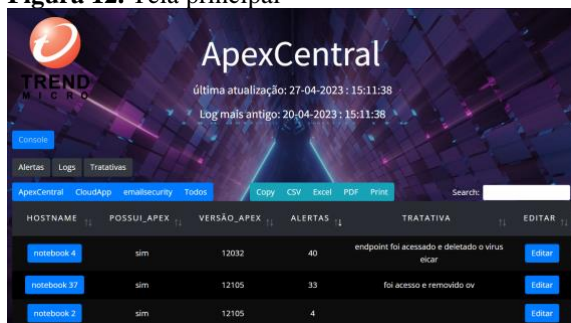 Figura 12: Tela principal
TREND
MICRO
ApexCentral
última atualização: 27-04-2023 : 15:11:38
Log mais antigo: 20-04-2023 : 15:11:38
Console
Alertas Logs Tratativas
ApexCentral CloudApp emailsecurity Todos Copy CSV Excel PDF Print Search:
HOSTNAME POSSUI_APEX VERSÃO_APEX ALERTAS TRATATIVA EDITAR
notebook 4 sim 12032 40 endpoint foi acessado e deletado o virus eicar Editar
notebook 37 sim 12105 33 foi acesso e removido ov Editar
notebook 2 sim 12105 4 Editar